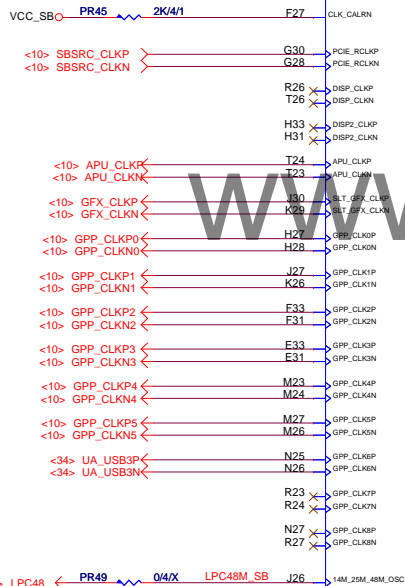 VCC_SB PR45 2K/4/1 F27 CLK_CALRN
<10> SBSRC_CLKP G30 PCIE_RCLKP
<10> SBSRC_CLKN G28 PCIE_RCLKN
R26 DISP_CLKP
T26 DISP_CLKN
H33 DISP2_CLKP
H31 DISP2_CLKN
<10> APU_CLKP T24 APU_CLKP
<10> APU_CLKN T23 APU_CLKN
<10> GFX_CLKP J30 SLT_GFX_CLKP
<10> GFX_CLKN K29 SLT_GFX_CLKN
WWW
<10> GPP_CLKP0 H27 GPP_CLK0P
<10> GPP_CLKN0 H28 GPP_CLK0N
<10> GPP_CLKP1 J27 GPP_CLK1P
<10> GPP_CLKN1 K26 GPP_CLK1N
<10> GPP_CLKP2 F33 GPP_CLK2P
<10> GPP_CLKN2 F31 GPP_CLK2N
<10> GPP_CLKP3 E33 GPP_CLK3P
<10> GPP_CLKN3 E31 GPP_CLK3N
<10> GPP_CLKP4 M23 GPP_CLK4P
<10> GPP_CLKN4 M24 GPP_CLK4N
<10> GPP_CLKP5 M27 GPP_CLK5P
<10> GPP_CLKN5 M26 GPP_CLK5N
<34> UA_USB3P N25 GPP_CLK6P
<34> UA_USB3N N26 GPP_CLK6N
R23 GPP_CLK7P
R24 GPP_CLK7N
N27 GPP_CLK8P
R27 GPP_CLK8N
> LPC48 PR49 0/4/X LPC48M_SB J26 14M_25M_48M_OSC